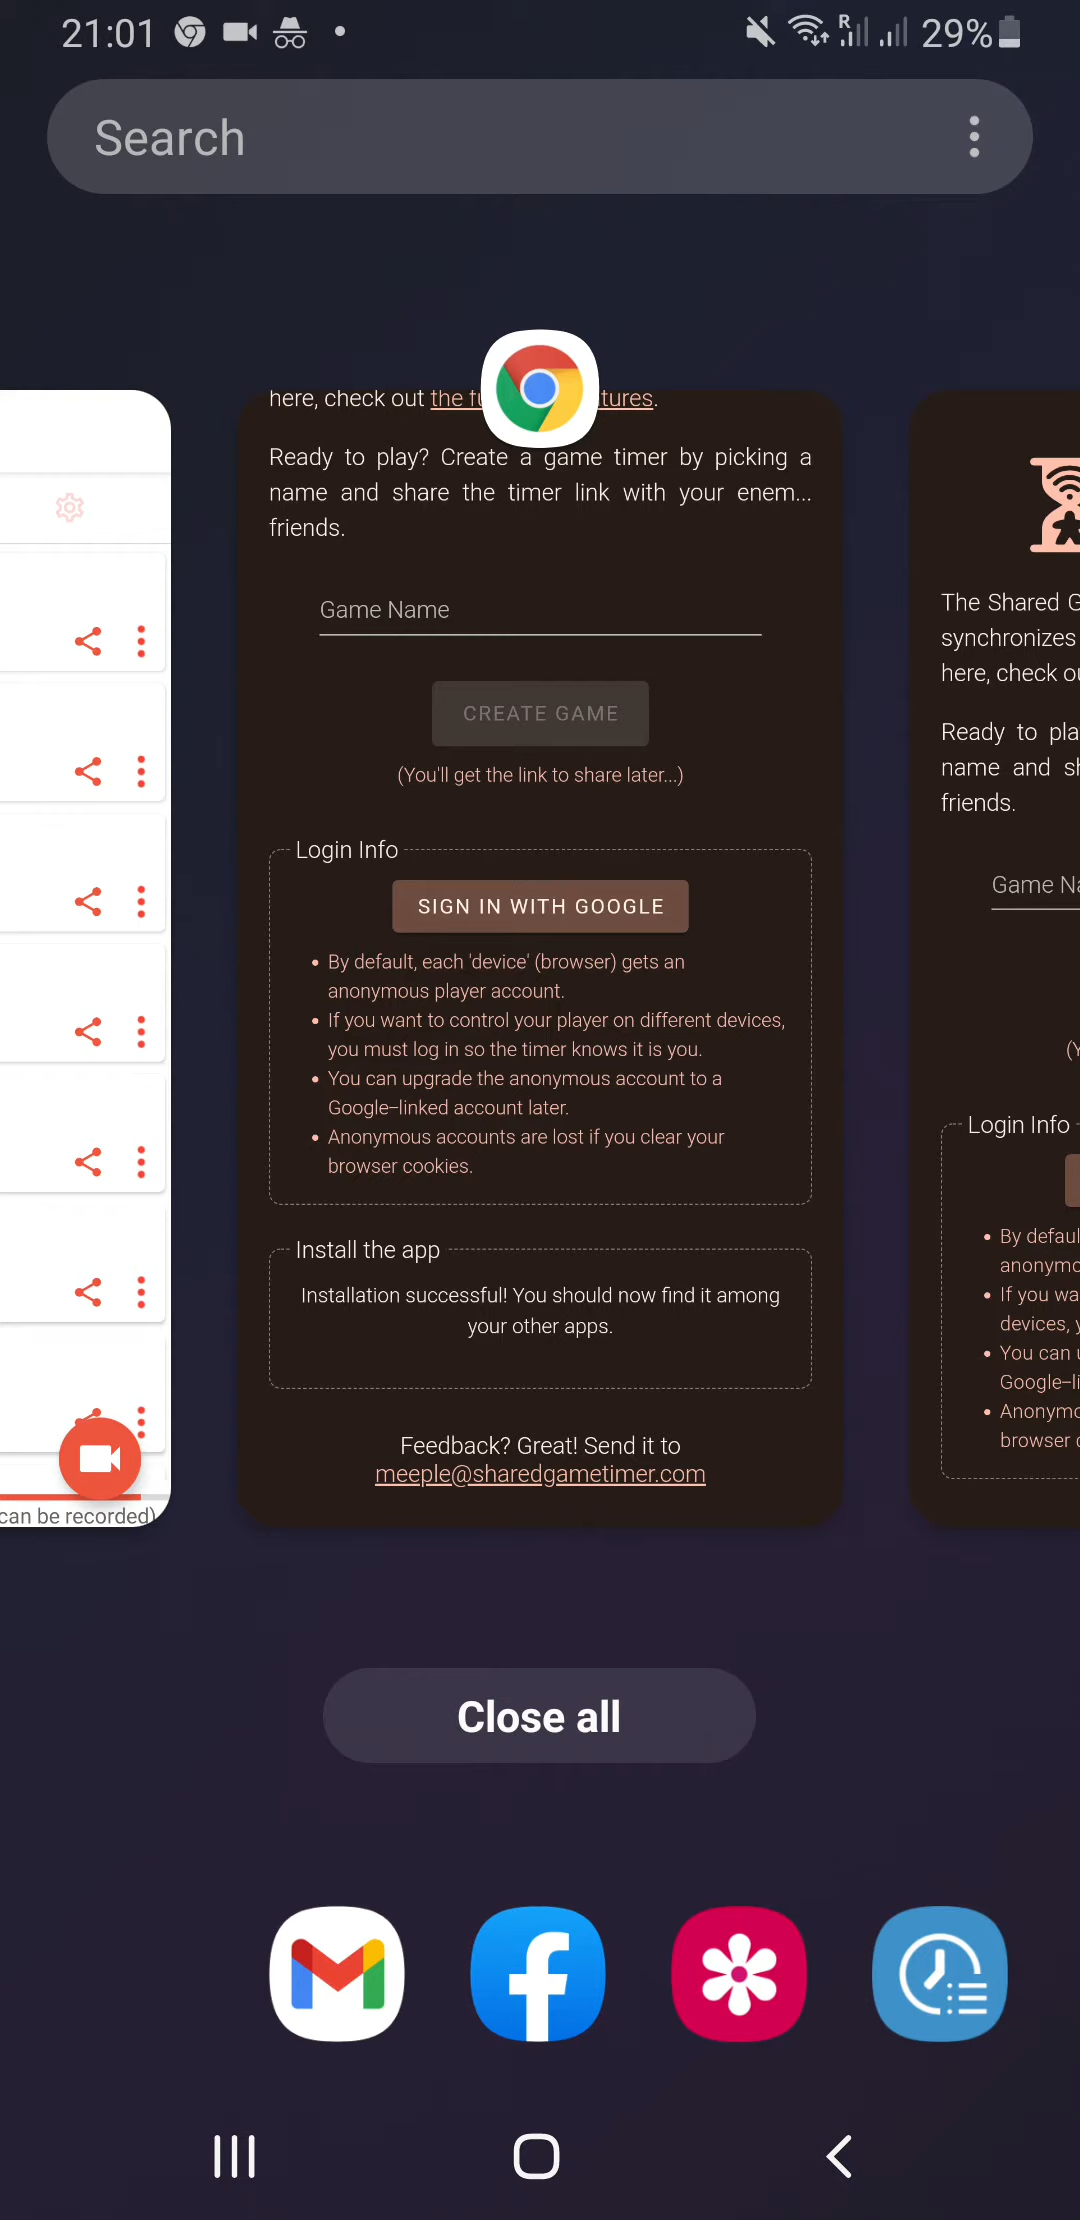 21:01
R
29%
Search
here, check out the fu
tures.
Ready to play? Create a game timer by picking a
name and share the timer link with your enem...
friends.
Game Name
CREATE GAME
(You'll get the link to share later...)
Login Info
SIGN IN WITH GOOGLE
• By default, each 'device' (browser) gets an
anonymous player account.
• If you want to control your player on different devices,
you must log in so the timer knows it is you.
• You can upgrade the anonymous account to a
Google-linked account later.
• Anonymous accounts are lost if you clear your
browser cookies.
Install the app
Installation successful! You should now find it among
your other apps.
Feedback? Great! Send it to
meeple@sharedgametimer.com
can be recorded)
The Shared G
synchronizes
here, check ou
Ready to pla
name and sh
friends.
Game Na
(Y
Login Info
• By defaul
anonymo
• If you wa
devices, y
• You can u
Google-li
• Anonymo
browser c
Close all